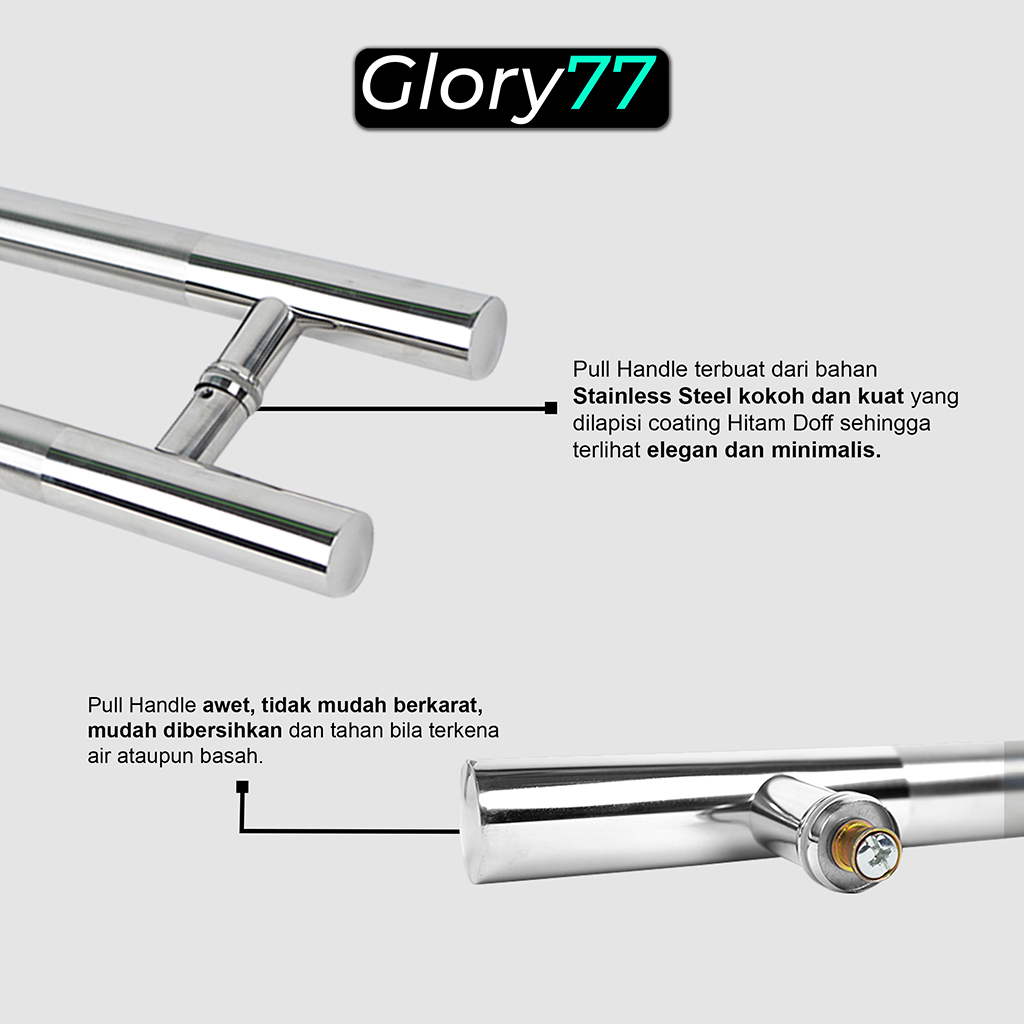 Glory77
Pull Handle terbuat dari bahan
Stainless Steel kokoh dan kuat yang
dilapisi coating Hitam Doff sehingga
terlihat elegan dan minimalis.
Pull Handle awet, tidak mudah berkarat,
mudah dibersihkan dan tahan bila terkena
air ataupun basah.